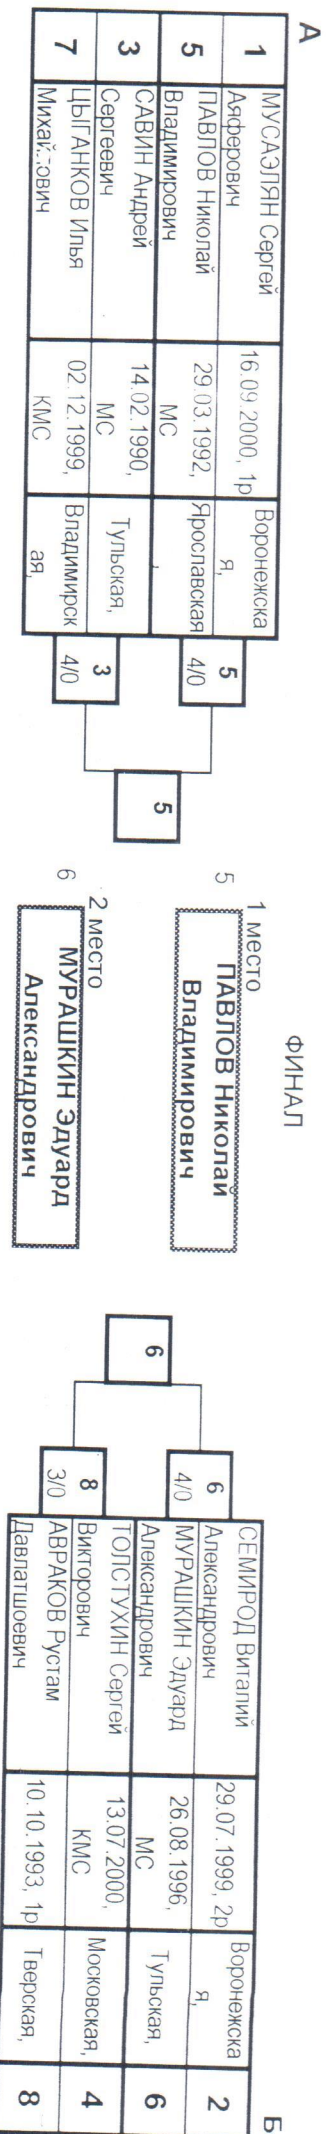 А
1
МУСАЭЛЯН Сергей
Аяферович
16.09.2000, 1р
Воронежска
я,
5
ПАВЛОВ Николай
Владимирович
29.03.1992,
МС
Ярославская
,
3
САВИН Андрей
Сергеевич
14.02.1990,
МС
Тульская,
7
ЦЫГАНКОВ Илья
Михайлович
02.12.1999,
КМС
Владимирск
ая,
5
4/0
3
4/0
5
ФИНАЛ
1 место
5
ПАВЛОВ Николай
Владимирович
2 место
6
МУРАШКИН Эдуард
Александрович
6
6
4/0
8
3/0
Б
СЕМИРОД Виталий
Александрович
29.07.1999, 2р
Воронежска
я,
2
МУРАШКИН Эдуард
Александрович
26.08.1996,
МС
Тульская,
6
ТОЛСТУХИН Сергей
Викторович
13.07.2000,
КМС
Московская,
4
АВРАКОВ Рустам
Давлатшоевич
10.10.1993, 1р
Тверская,
8